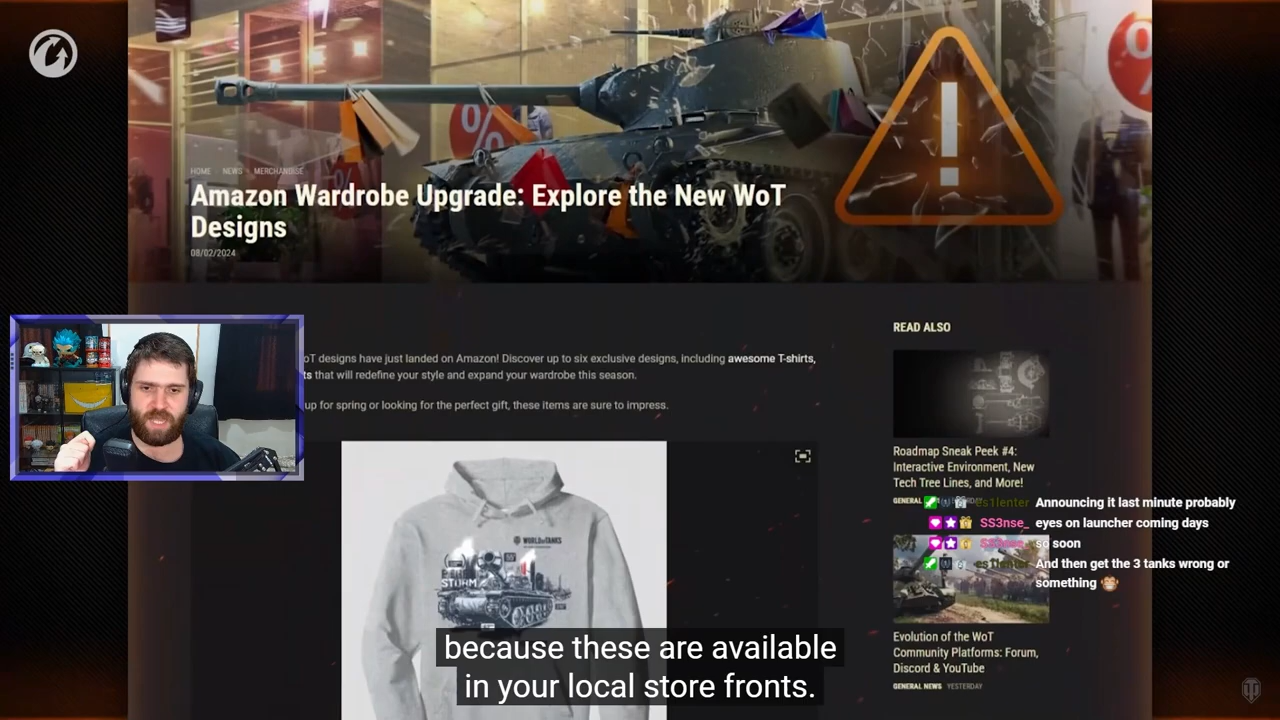 HOME NEWS MERCHANDISE
Amazon Wardrobe Upgrade: Explore the New WoT
Designs
08/02/2024
oT designs have just landed on Amazon! Discover up to six exclusive designs, including awesome T-shirts,
ts that will redefine your style and expand your wardrobe this season.
up for spring or looking for the perfect gift, these items are sure to impress.
WORLD OF TANKS
STORM
READ ALSO
Roadmap Sneak Peek #4:
Interactive Environment, New
Tech Tree Lines, and More!
GENERAL
es1lenter Announcing it last minute probably
SS3nse_ eyes on launcher coming days
SS3nse_ so soon
es1lenter And then get the 3 tanks wrong or
something
Evolution of the WoT
Community Platforms: Forum,
Discord & YouTube
GENERAL NEWS YESTERDAY
because these are available
in your local store fronts.